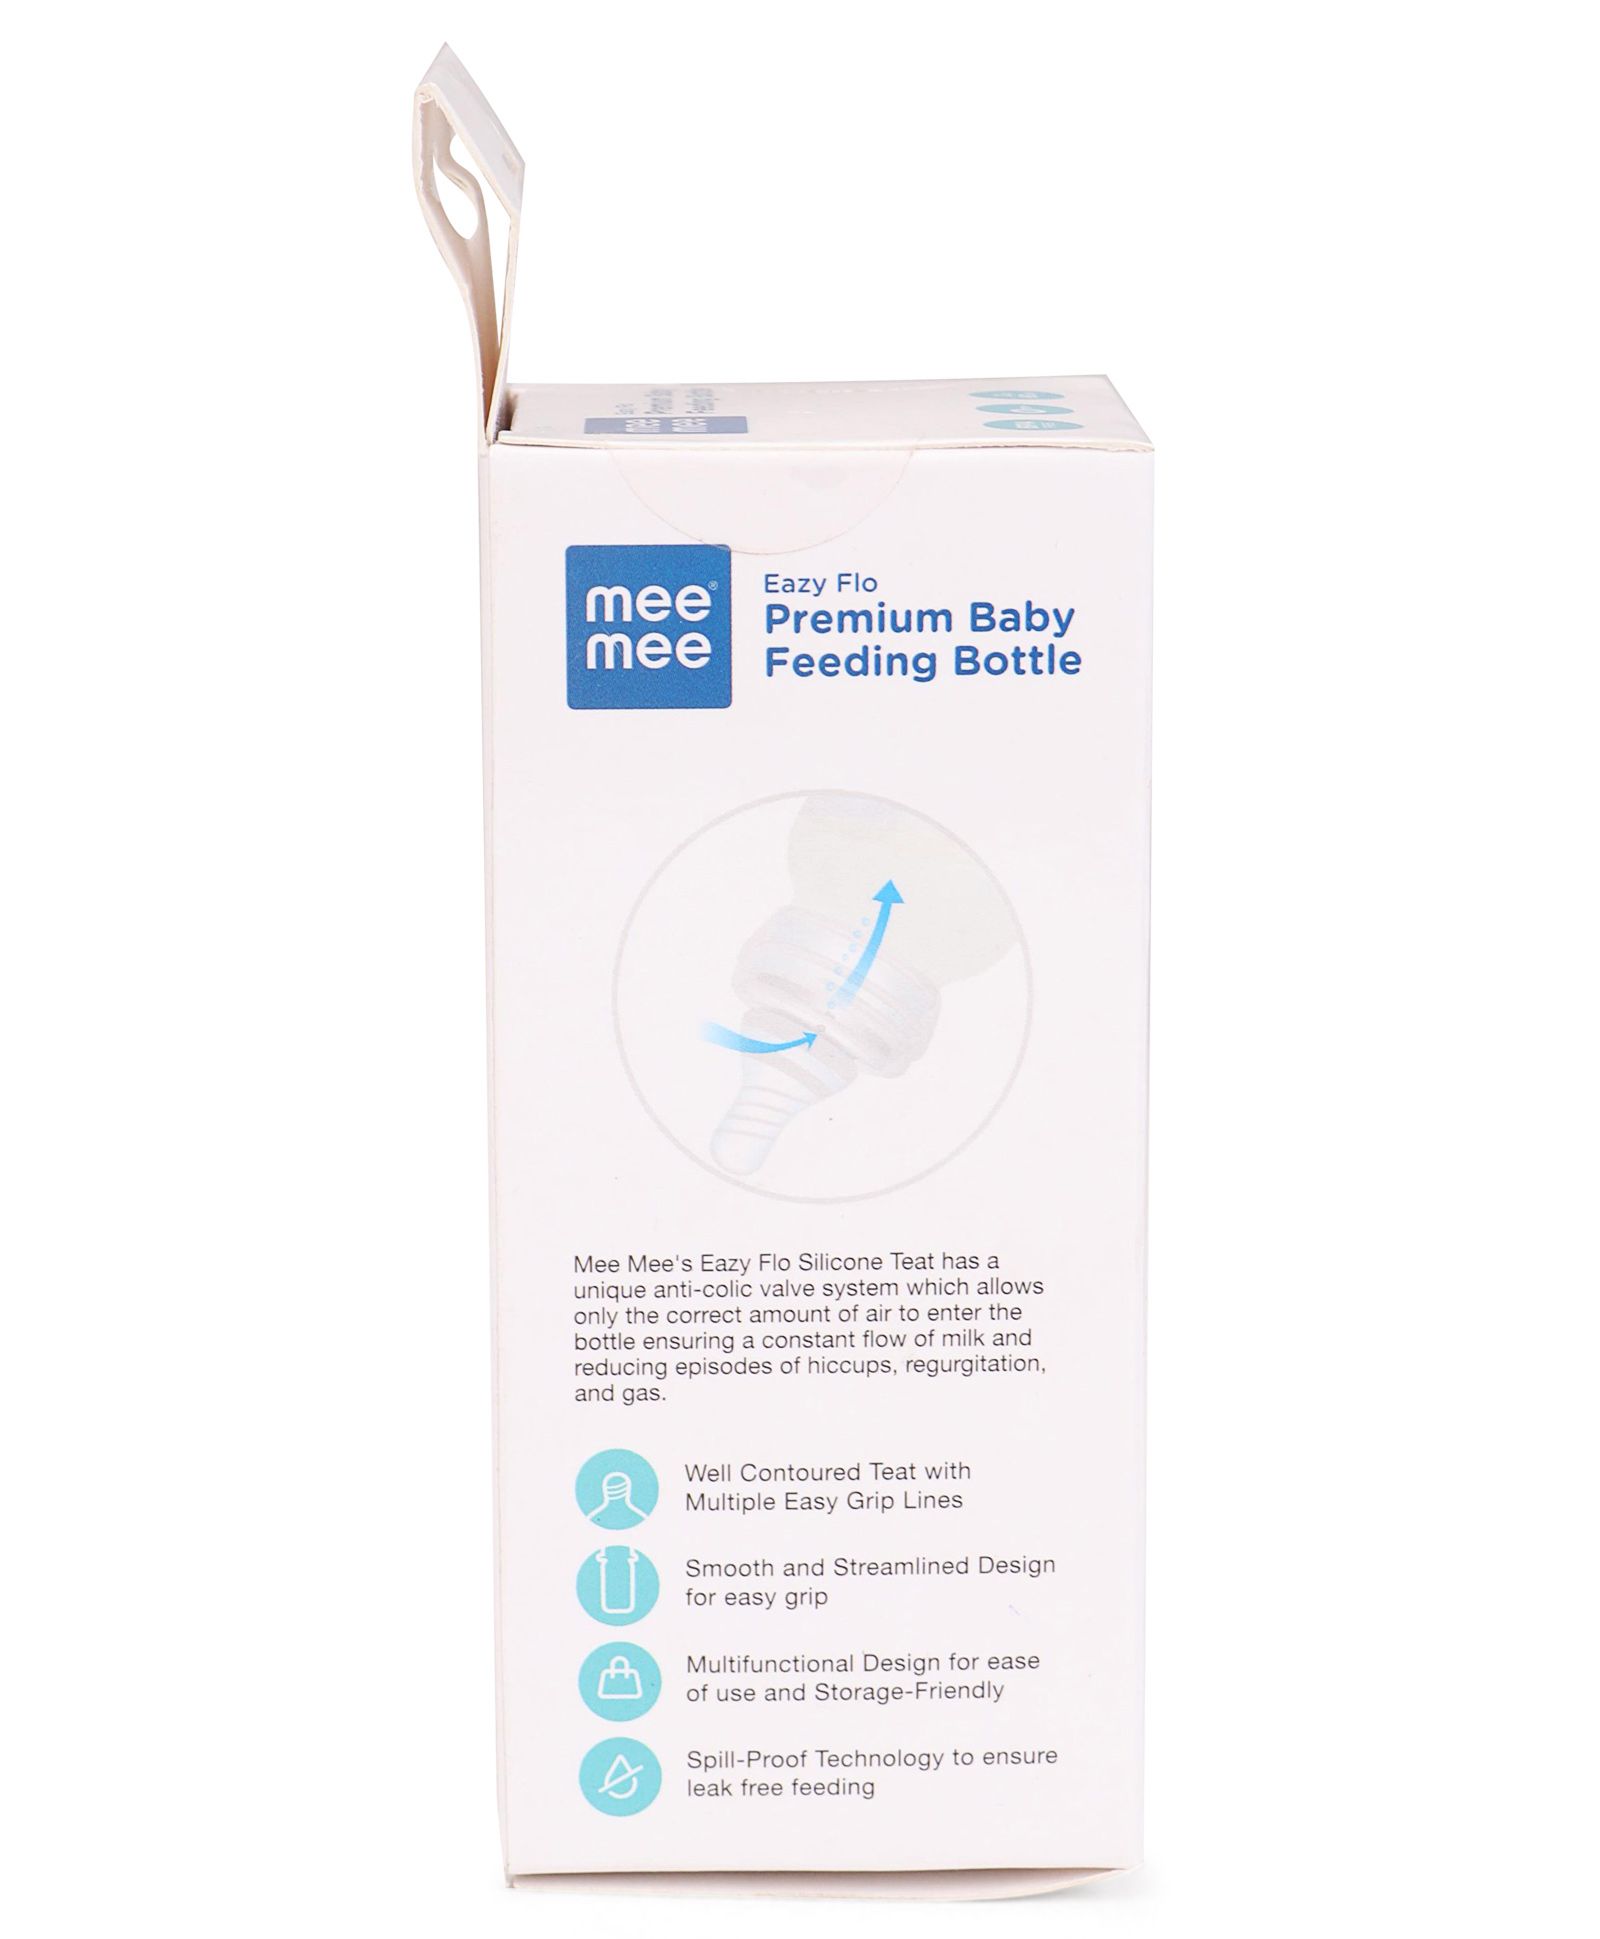 mee
mee
Eazy Flo
Premium Baby
Feeding Bottle
Mee Mee's Eazy Flo Silicone Teat has a
unique anti-colic valve system which allows
only the correct amount of air to enter the
bottle ensuring a constant flow of milk and
reducing episodes of hiccups, regurgitation,
and gas.
Well Contoured Teat with
Multiple Easy Grip Lines
Smooth and Streamlined Design
for easy grip
Multifunctional Design for ease
of use and Storage-Friendly
Spill-Proof Technology to ensure
leak free feeding